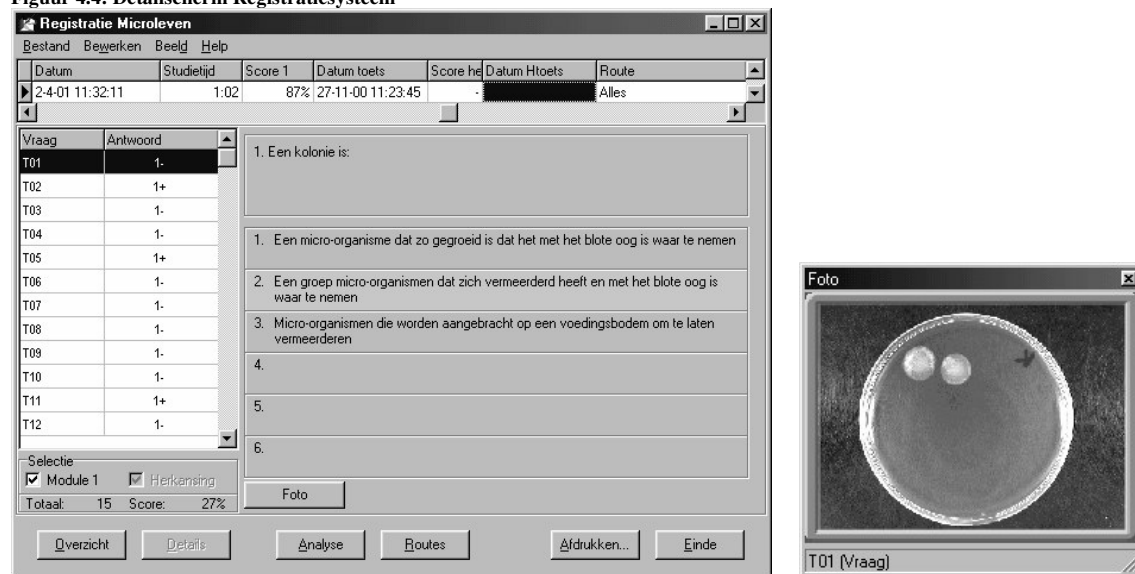 Figuur 4.4: Detailscherm Registratiesysteem
Registratie Microleven
Bestand Bewerken Beeld Help
Datum Studietijd Score 1 Datum toets Score he Datum Htoets Route
2-4-01 11:32:11 1:02 87% 27-11-00 11:23:45 - Alles
Vraag Antwoord
T01 1-
T02 1+
T03 1-
T04 1-
T05 1+
T06 1-
T07 1-
T08 1-
T09 1-
T10 1-
T11 1+
T12 1-
Selectie
Module 1 Herkansing
Totaal: 15 Score: 27%
1. Een kolonie is:
1. Een micro-organisme dat zo gegroeid is dat het met het blote oog is waar te nemen
2. Een groep micro-organismen dat zich vermeerderd heeft en met het blote oog is
waar te nemen
3. Micro-organismen die worden aangebracht op een voedingsbodem om te laten
vermeerderen
4.
5.
6.
Foto
Overzicht Details Analyse Routes Afdrukken... Einde
Foto
T01 (Vraag)